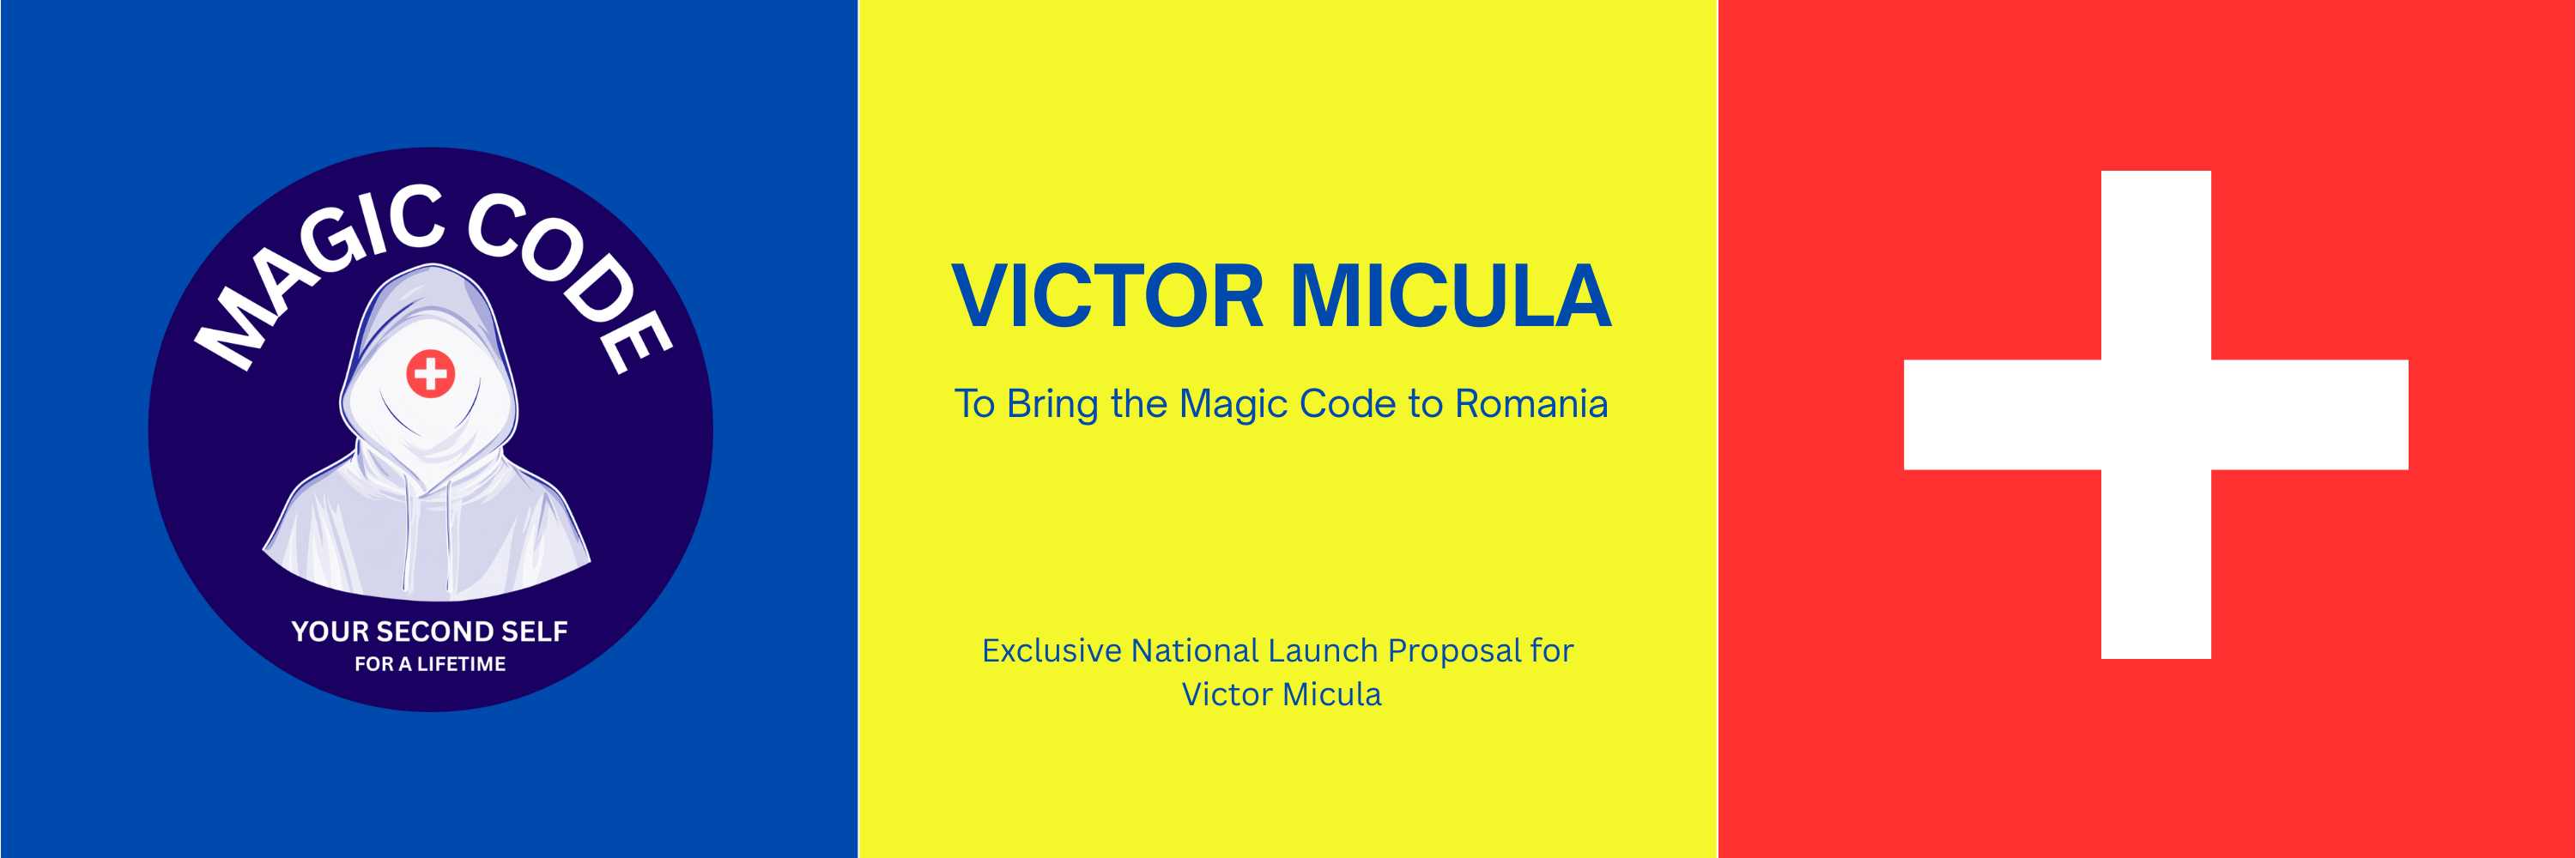 MAGIC CODE
YOUR SECOND SELF
FOR A LIFETIME
VICTOR MICULA
To Bring the Magic Code to Romania
Exclusive National Launch Proposal for
Victor Micula